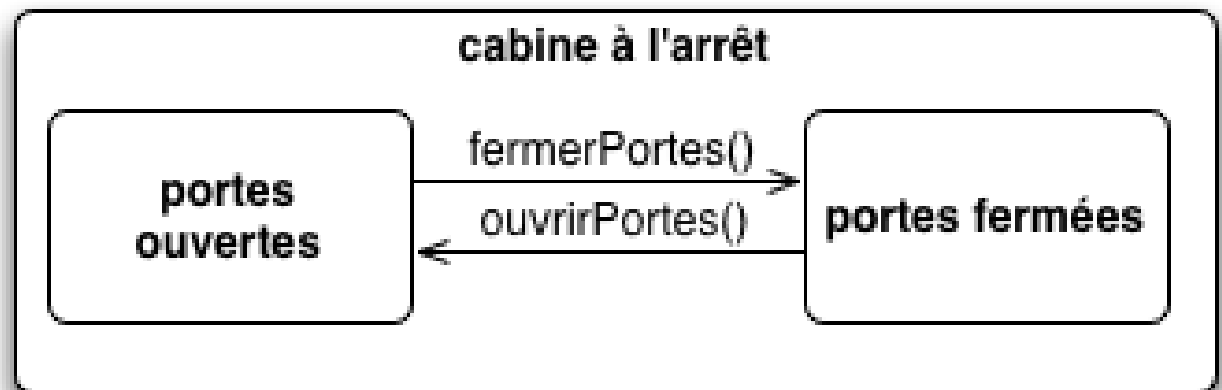 cabine à l'arrêt
portes
ouvertes
fermerPortes()
ouvrirPortes()
portes fermées